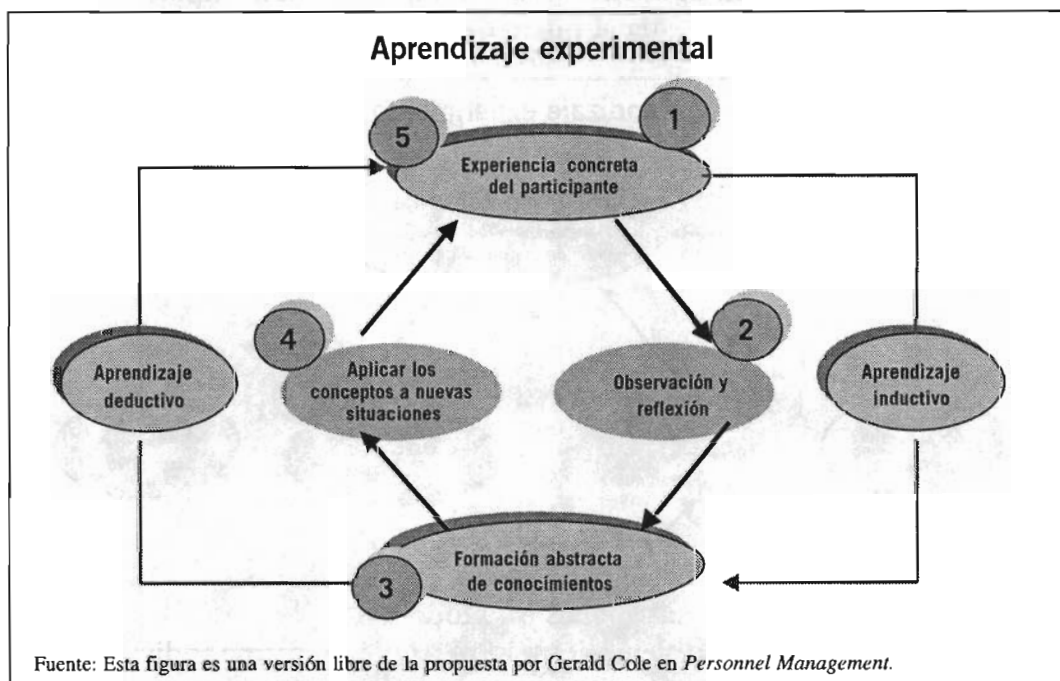 Aprendizaje experimental
5
1
Experiencia concreta
del participante
4
2
Aprendizaje
deductivo
Aplicar los
conceptos a nuevas
situaciones
Observación y
reflexión
Aprendizaje
inductivo
Formación abstracta
de conocimientos
3
Fuente: Esta figura es una versión libre de la propuesta por Gerald Cole en Personnel Management.